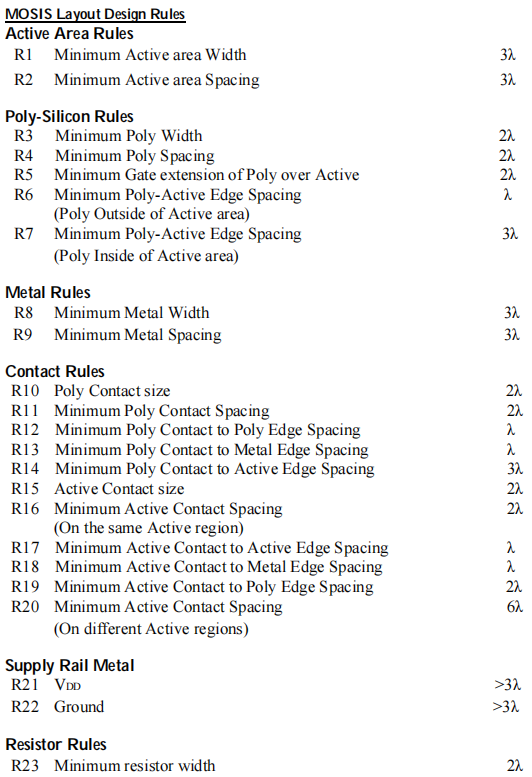 MOSIS Layout Design Rules
Active Area Rules
R1 Minimum Active area Width 3λ
R2 Minimum Active area Spacing 3λ
Poly-Silicon Rules
R3 Minimum Poly Width 2λ
R4 Minimum Poly Spacing 2λ
R5 Minimum Gate extension of Poly over Active 2λ
R6 Minimum Poly-Active Edge Spacing λ
(Poly Outside of Active area)
R7 Minimum Poly-Active Edge Spacing 3λ
(Poly Inside of Active area)
Metal Rules
R8 Minimum Metal Width 3λ
R9 Minimum Metal Spacing 3λ
Contact Rules
R10 Poly Contact size 2λ
R11 Minimum Poly Contact Spacing 2λ
R12 Minimum Poly Contact to Poly Edge Spacing λ
R13 Minimum Poly Contact to Metal Edge Spacing λ
R14 Minimum Poly Contact to Active Edge Spacing 3λ
R15 Active Contact size 2λ
R16 Minimum Active Contact Spacing 2λ
(On the same Active region)
R17 Minimum Active Contact to Active Edge Spacing λ
R18 Minimum Active Contact to Metal Edge Spacing λ
R19 Minimum Active Contact to Poly Edge Spacing 2λ
R20 Minimum Active Contact Spacing 6λ
(On different Active regions)
Supply Rail Metal
R21 VDD >3λ
R22 Ground >3λ
Resistor Rules
R23 Minimum resistor width 2λ